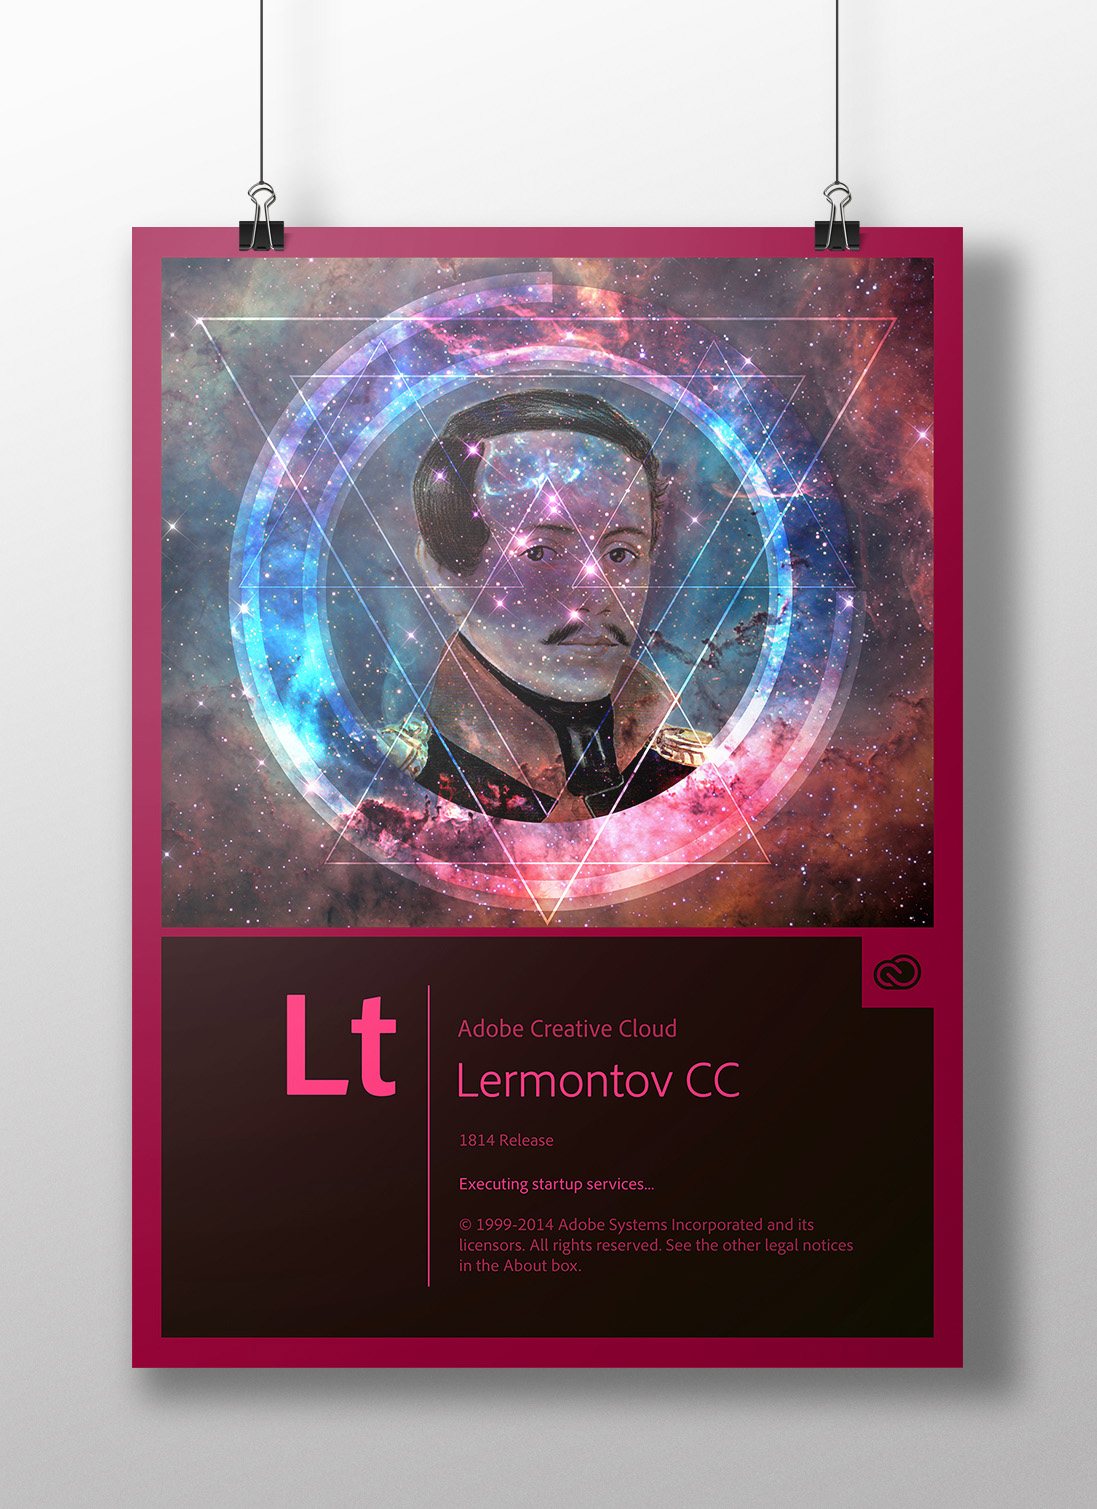 Lt
Adobe Creative Cloud
Lermontov CC
1814 Release
Executing startup services...
© 1999-2014 Adobe Systems Incorporated and its
licensors. All rights reserved. See the other legal notices
in the About box.